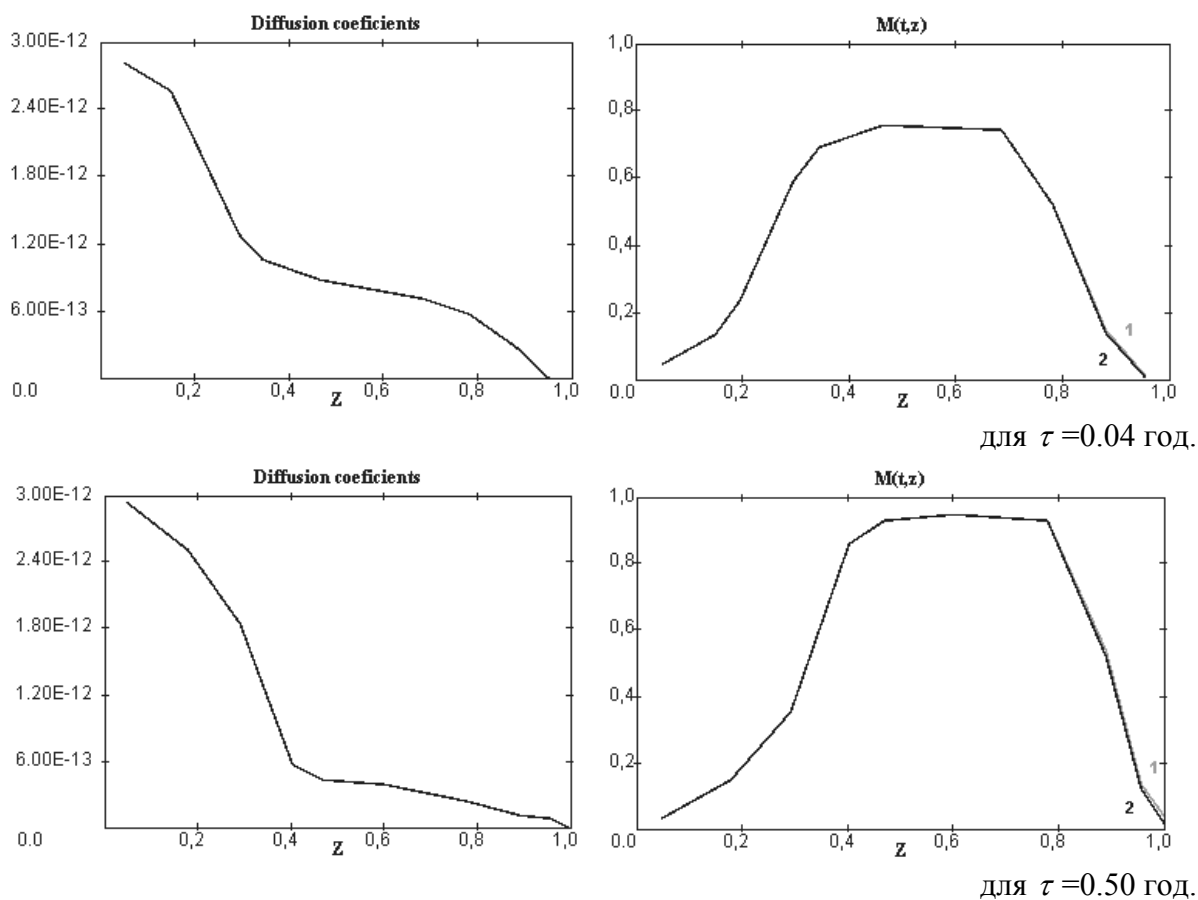 Diffusion coeficients
3.00E-12
2.40E-12
1.80E-12
1.20E-12
6.00E-13
0.0
0,2 0,4 0,6 0,8 1,0
Z
M(t,z)
1,0
0,8
0,6
0,4
0,2
0.0
0,2 0,4 0,6 0,8 1,0
Z
1
2
для τ =0.04 год.
Diffusion coeficients
3.00E-12
2.40E-12
1.80E-12
1.20E-12
6.00E-13
0.0
0,2 0,4 0,6 0,8 1,0
Z
M(t,z)
1,0
0,8
0,6
0,4
0,2
0.0
0,2 0,4 0,6 0,8 1,0
Z
1
2
для τ =0.50 год.